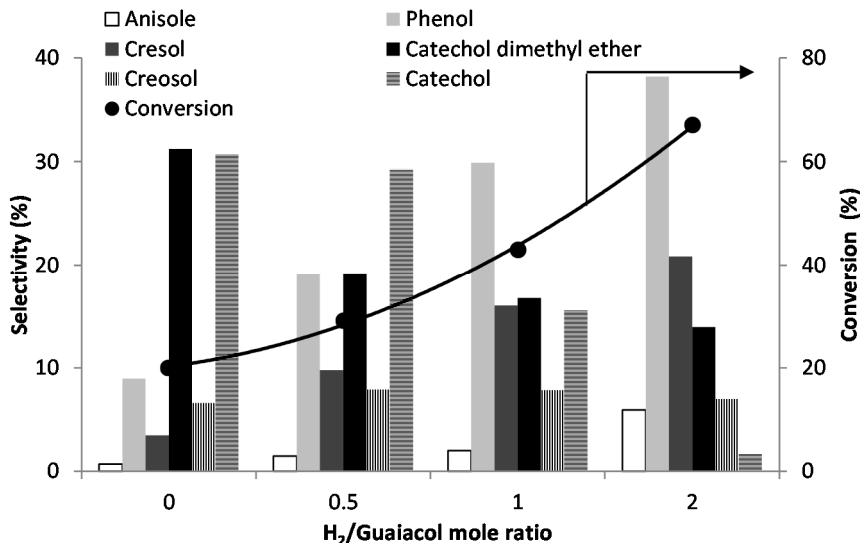 Anisole Phenol
Cresol Catechol dimethyl ether
Creosol Catechol
Conversion
40 80
30 60
20 40
10 20
0 0
Selectivity (%)
Conversion (%)
0 0.5 1 2
H₂/Guaiacol mole ratio